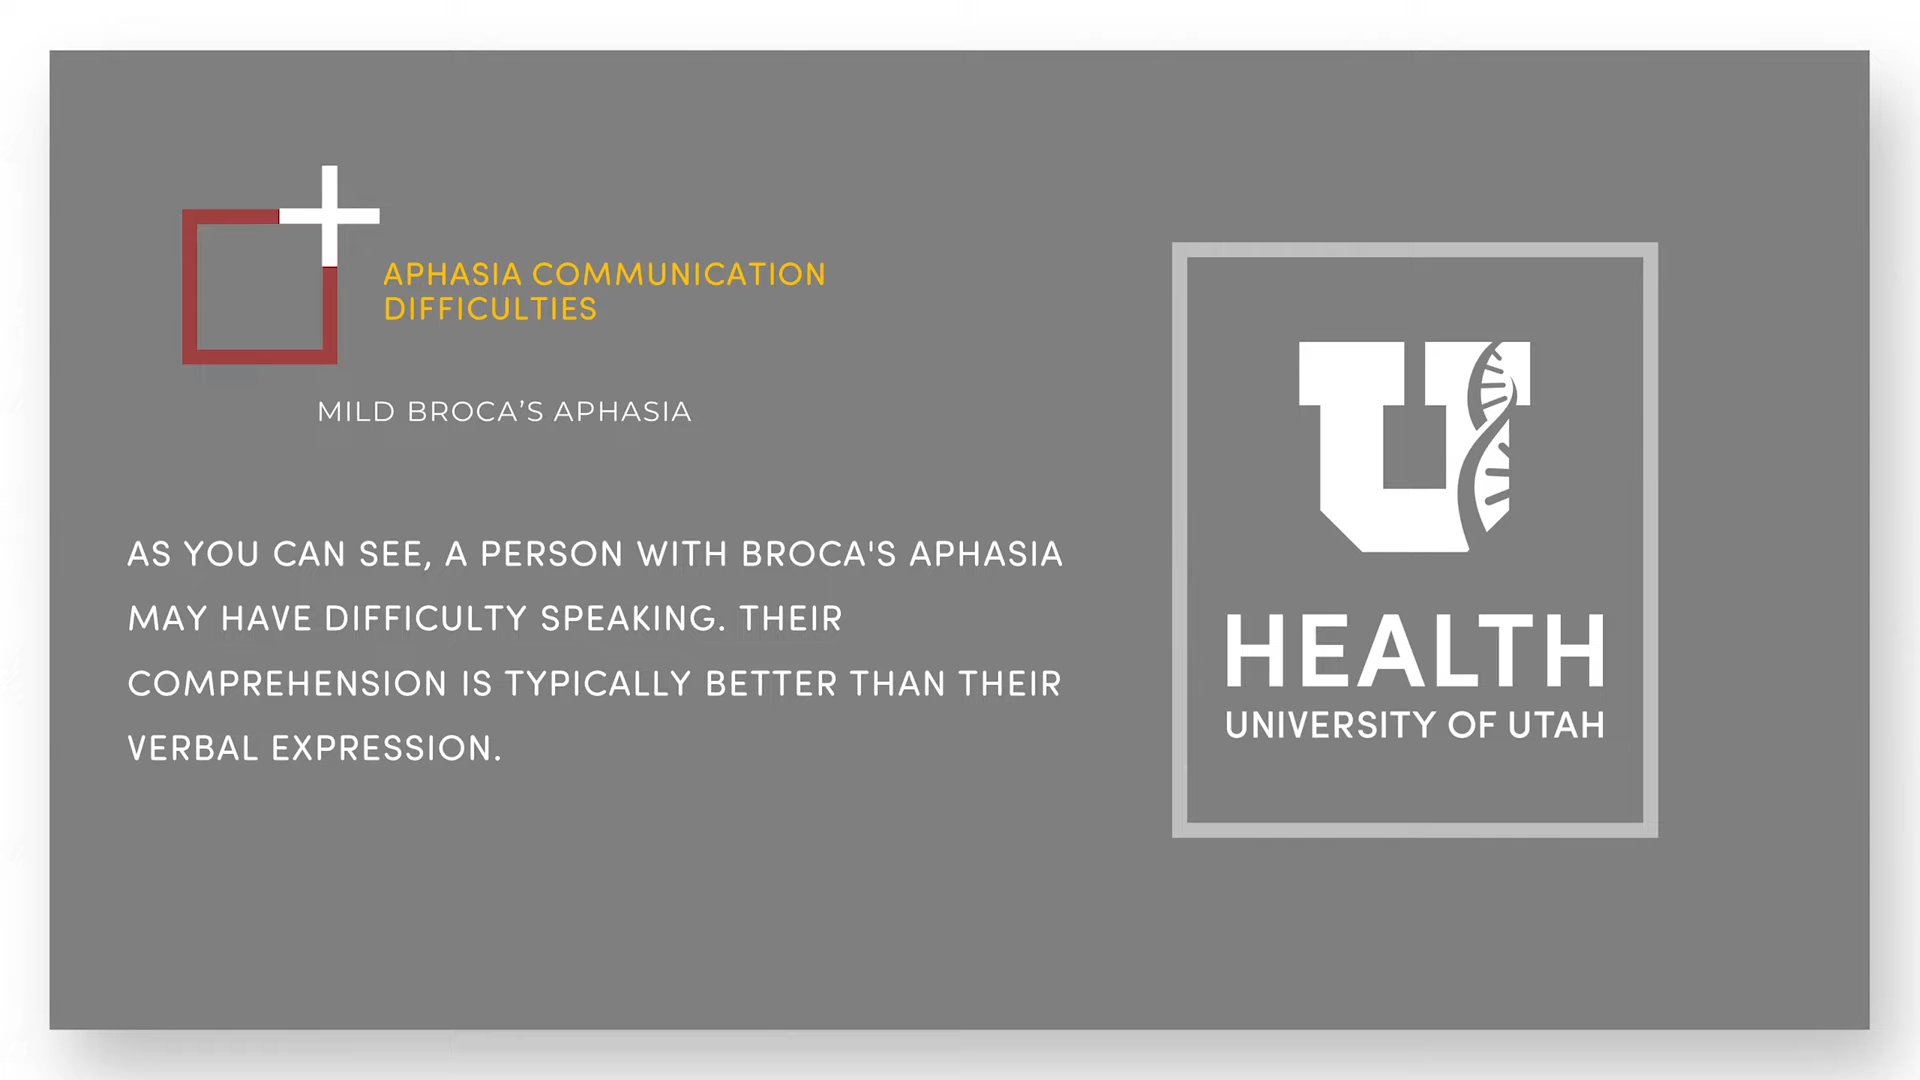 APHASIA COMMUNICATION
DIFFICULTIES
MILD BROCA’S APHASIA
AS YOU CAN SEE, A PERSON WITH BROCA'S APHASIA
MAY HAVE DIFFICULTY SPEAKING. THEIR
COMPREHENSION IS TYPICALLY BETTER THAN THEIR
VERBAL EXPRESSION.
U
HEALTH
UNIVERSITY OF UTAH